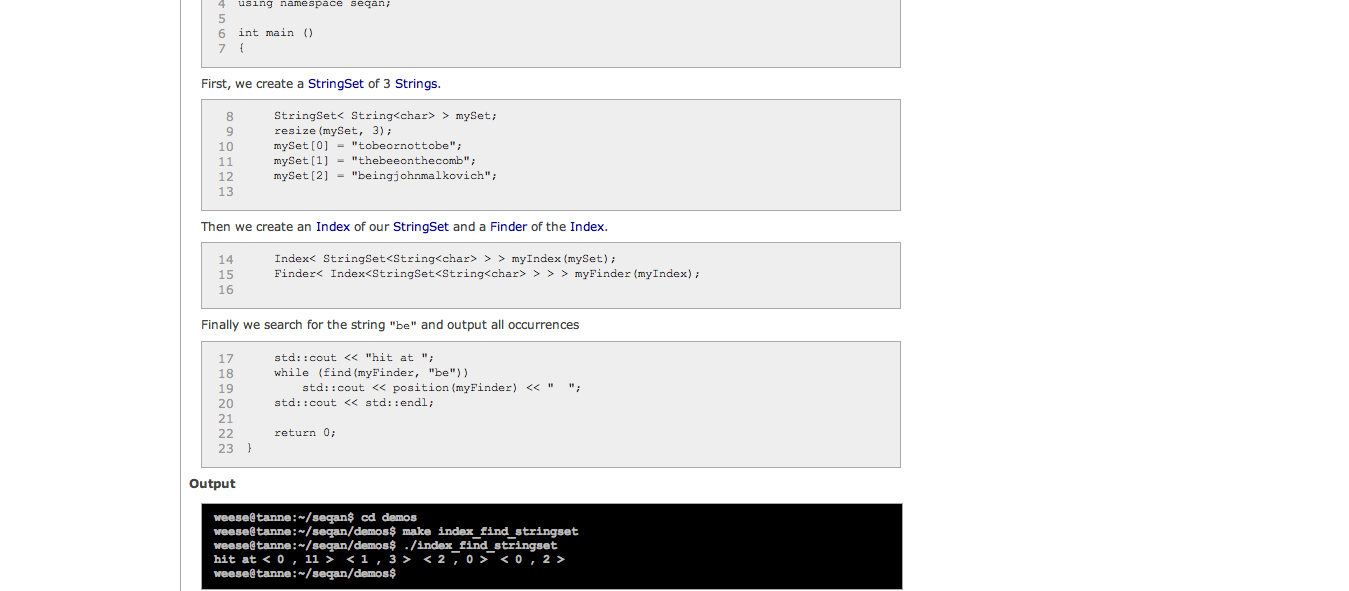 4 using namespace seqan;
5
6 int main ()
7 {
First, we create a StringSet of 3 Strings.
8 StringSet< String<char> > mySet;
9 resize(mySet, 3);
10 mySet[0] = "tobeornottobe";
11 mySet[1] = "thebeeonthecomb";
12 mySet[2] = "beingjohnmalkovich";
13
Then we create an Index of our StringSet and a Finder of the Index.
14 Index< StringSet<String<char> > > myIndex(mySet);
15 Finder< Index<StringSet<String<char> > > > myFinder(myIndex);
16
Finally we search for the string "be" and output all occurrences
17 std::cout << "hit at ";
18 while (find(myFinder, "be"))
19 std::cout << position(myFinder) << "  ";
20 std::cout << std::endl;
21
22 return 0;
23 }
Output
weese@tanne:~/seqan$ cd demos
weese@tanne:~/seqan/demos$ make index_find_stringset
weese@tanne:~/seqan/demos$ ./index_find_stringset
hit at < 0 , 11 >  < 1 , 3 >  < 2 , 0 >  < 0 , 2 >
weese@tanne:~/seqan/demos$